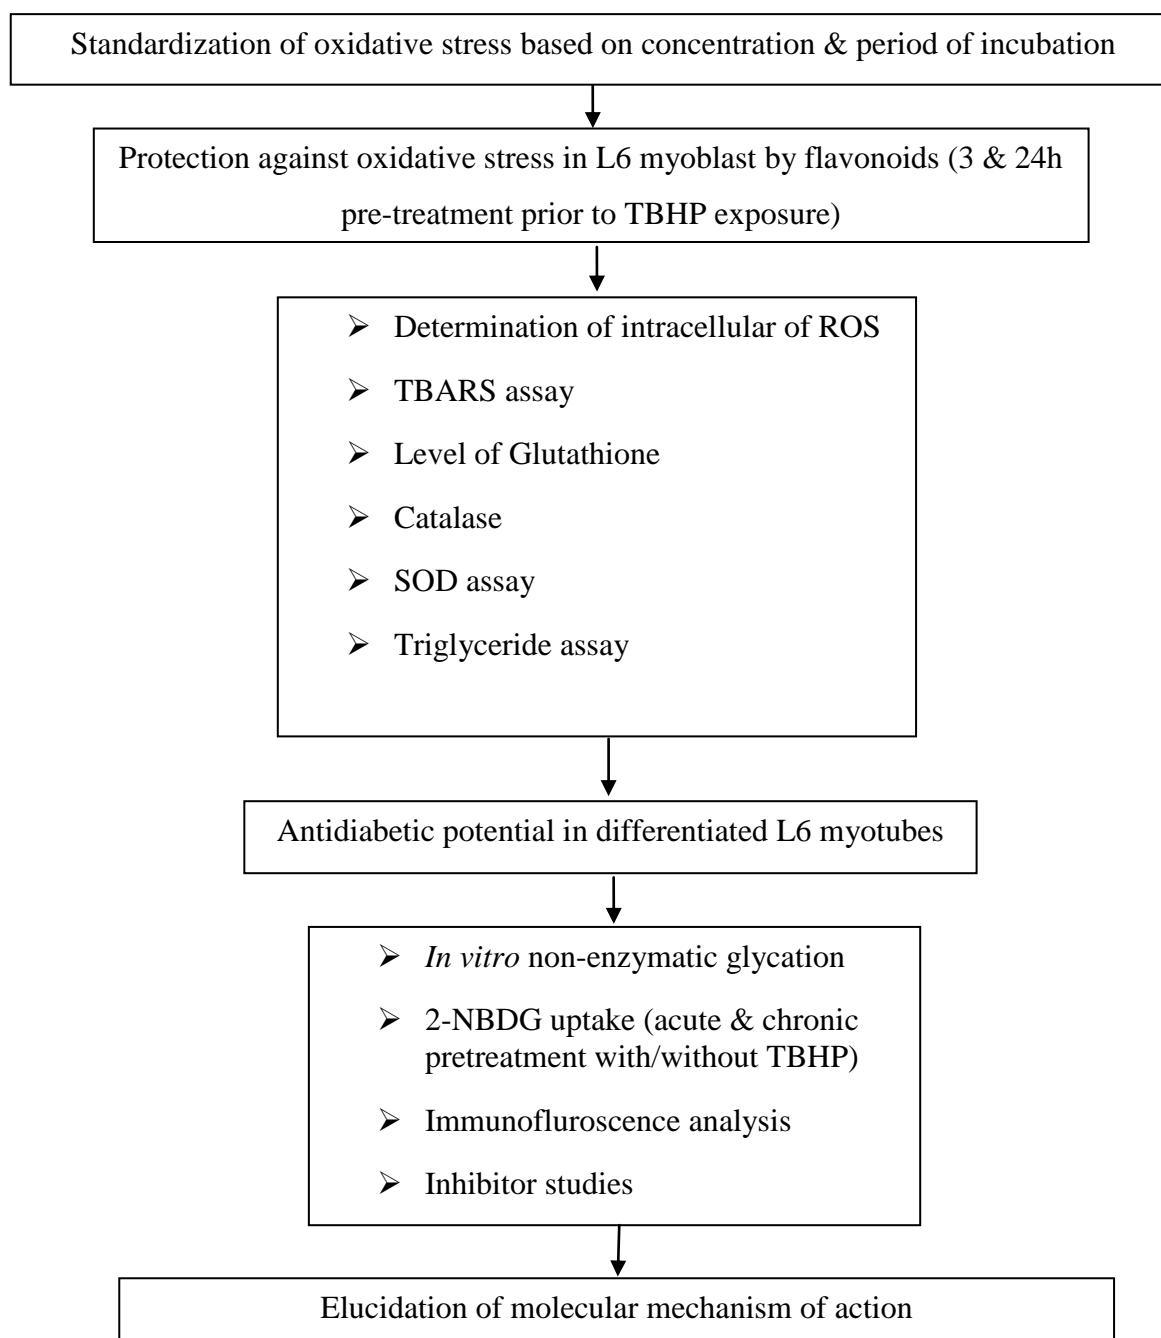 Standardization of oxidative stress based on concentration & period of incubation
Protection against oxidative stress in L6 myoblast by flavonoids (3 & 24h
pre-treatment prior to TBHP exposure)
➢ Determination of intracellular of ROS
➢ TBARS assay
➢ Level of Glutathione
➢ Catalase
➢ SOD assay
➢ Triglyceride assay
Antidiabetic potential in differentiated L6 myotubes
➢ In vitro non-enzymatic glycation
➢ 2-NBDG uptake (acute & chronic
pretreatment with/without TBHP)
➢ Immunofluroscence analysis
➢ Inhibitor studies
Elucidation of molecular mechanism of action